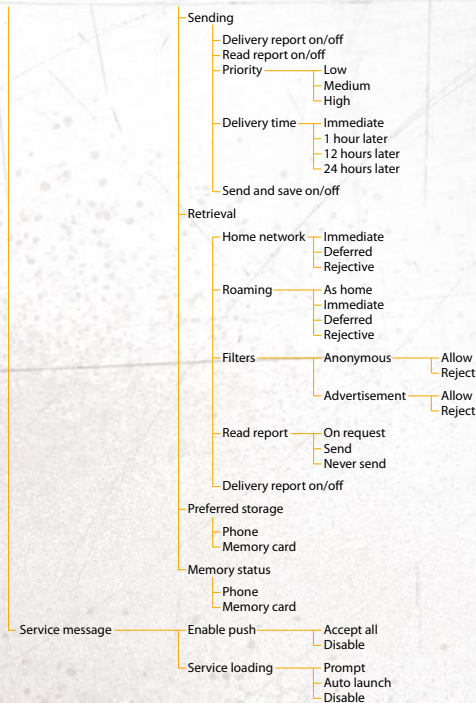 Sending
Delivery report on/off
Read report on/off
Priority Low
Medium
High
Delivery time Immediate
1 hour later
12 hours later
24 hours later
Send and save on/off
Retrieval
Home network Immediate
Deferred
Rejective
Roaming As home
Immediate
Deferred
Rejective
Filters Anonymous Allow
Reject
Advertisement Allow
Reject
Read report On request
Send
Never send
Delivery report on/off
Preferred storage
Phone
Memory card
Memory status
Phone
Memory card
Service message Enable push Accept all
Disable
Service loading Prompt
Auto launch
Disable